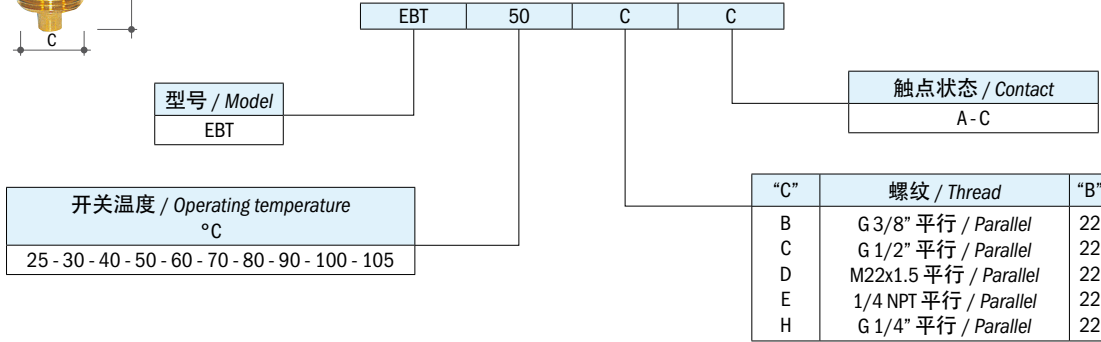 EBT 50 C C
C
型号 / Model
EBT
触点状态 / Contact
A - C
开关温度 / Operating temperature
°C
25 - 30 - 40 - 50 - 60 - 70 - 80 - 90 - 100 - 105
“C” 螺纹 / Thread “B”
B G 3/8” 平行 / Parallel 22
C G 1/2” 平行 / Parallel 22
D M22x1.5 平行 / Parallel 22
E 1/4 NPT 平行 / Parallel 22
H G 1/4” 平行 / Parallel 22